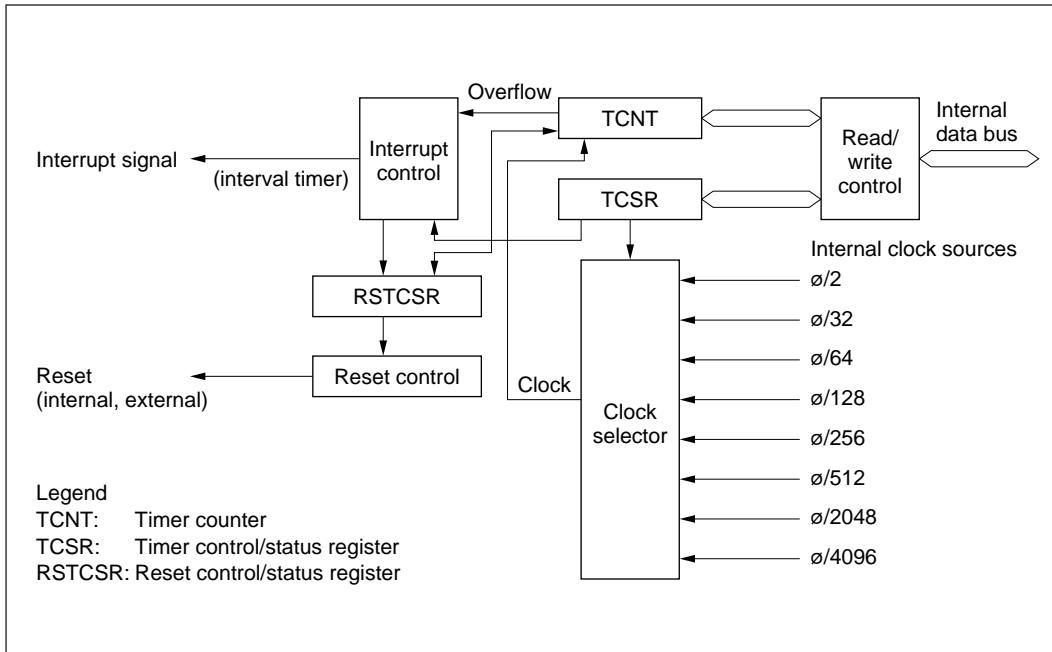 Overflow
TCNT
Internal
data bus
Read/
write
control
Interrupt
control
Interrupt signal
(interval timer)
TCSR
Internal clock sources
RSTCSR
ø/2
ø/32
ø/64
Reset control
Reset
(internal, external)
Clock
ø/128
Clock
selector
ø/256
ø/512
ø/2048
ø/4096
Legend
TCNT: Timer counter
TCSR: Timer control/status register
RSTCSR: Reset control/status register